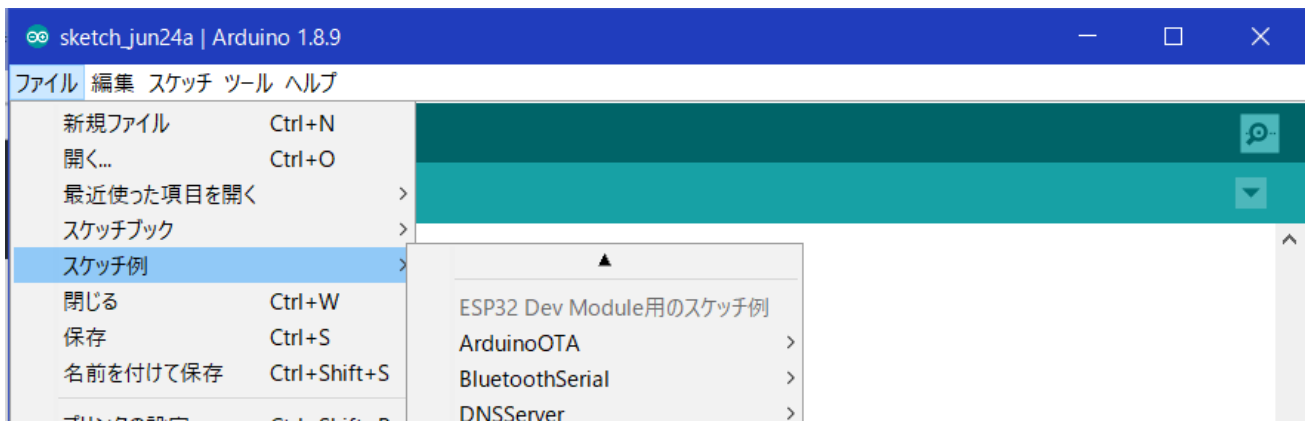 sketch_jun24a | Arduino 1.8.9
ファイル 編集 スケッチ ツール ヘルプ
新規ファイル Ctrl+N
開く... Ctrl+O
最近使った項目を開く
スケッチブック
スケッチ例
閉じる Ctrl+W
保存 Ctrl+S
名前を付けて保存 Ctrl+Shift+S
ESP32 Dev Module用のスケッチ例
ArduinoOTA
BluetoothSerial
DNSServer